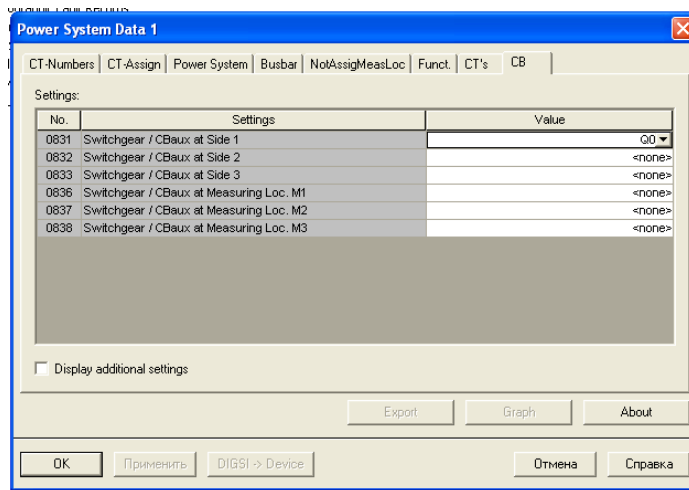 Power System Data 1
CT-Numbers CT-Assign Power System Busbar NotAssigMeasLoc Funct. CT's CB
Settings:
No. Settings Value
0831 Switchgear / CBaux at Side 1 Q0
0832 Switchgear / CBaux at Side 2 <none>
0833 Switchgear / CBaux at Side 3 <none>
0836 Switchgear / CBaux at Measuring Loc. M1 <none>
0837 Switchgear / CBaux at Measuring Loc. M2 <none>
0838 Switchgear / CBaux at Measuring Loc. M3 <none>
Display additional settings
Export Graph About
OK Применить DIGSI -> Device Отмена Справка